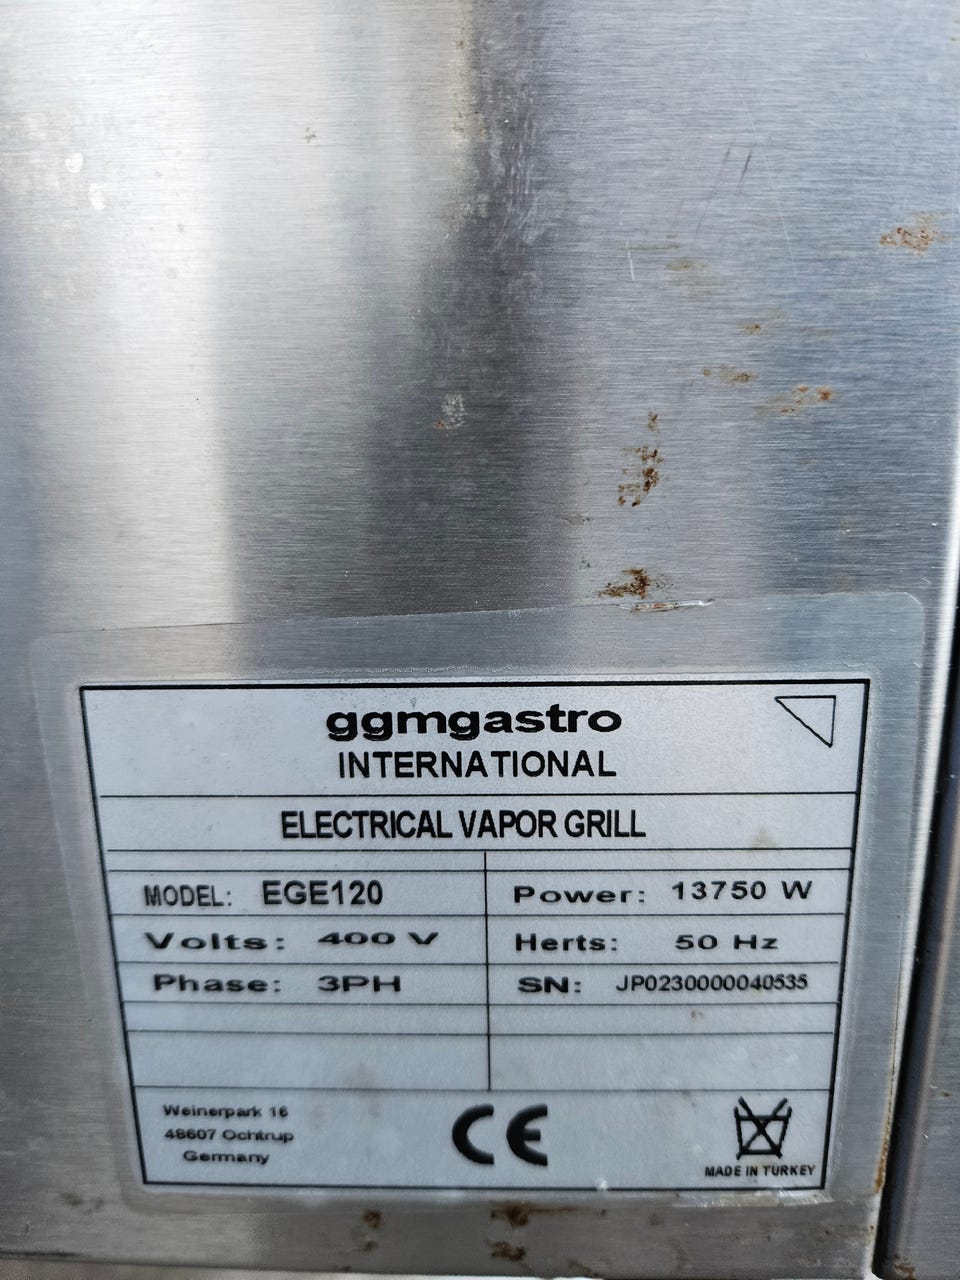 ggmgastro
INTERNATIONAL
ELECTRICAL VAPOR GRILL
MODEL: EGE120
Power: 13750 W
Volts: 400 V
Herts: 50 Hz
Phase: 3PH
SN: JP0230000040535
Weinerpark 16
48607 Ochtrup
Germany
CE
MADE IN TURKEY